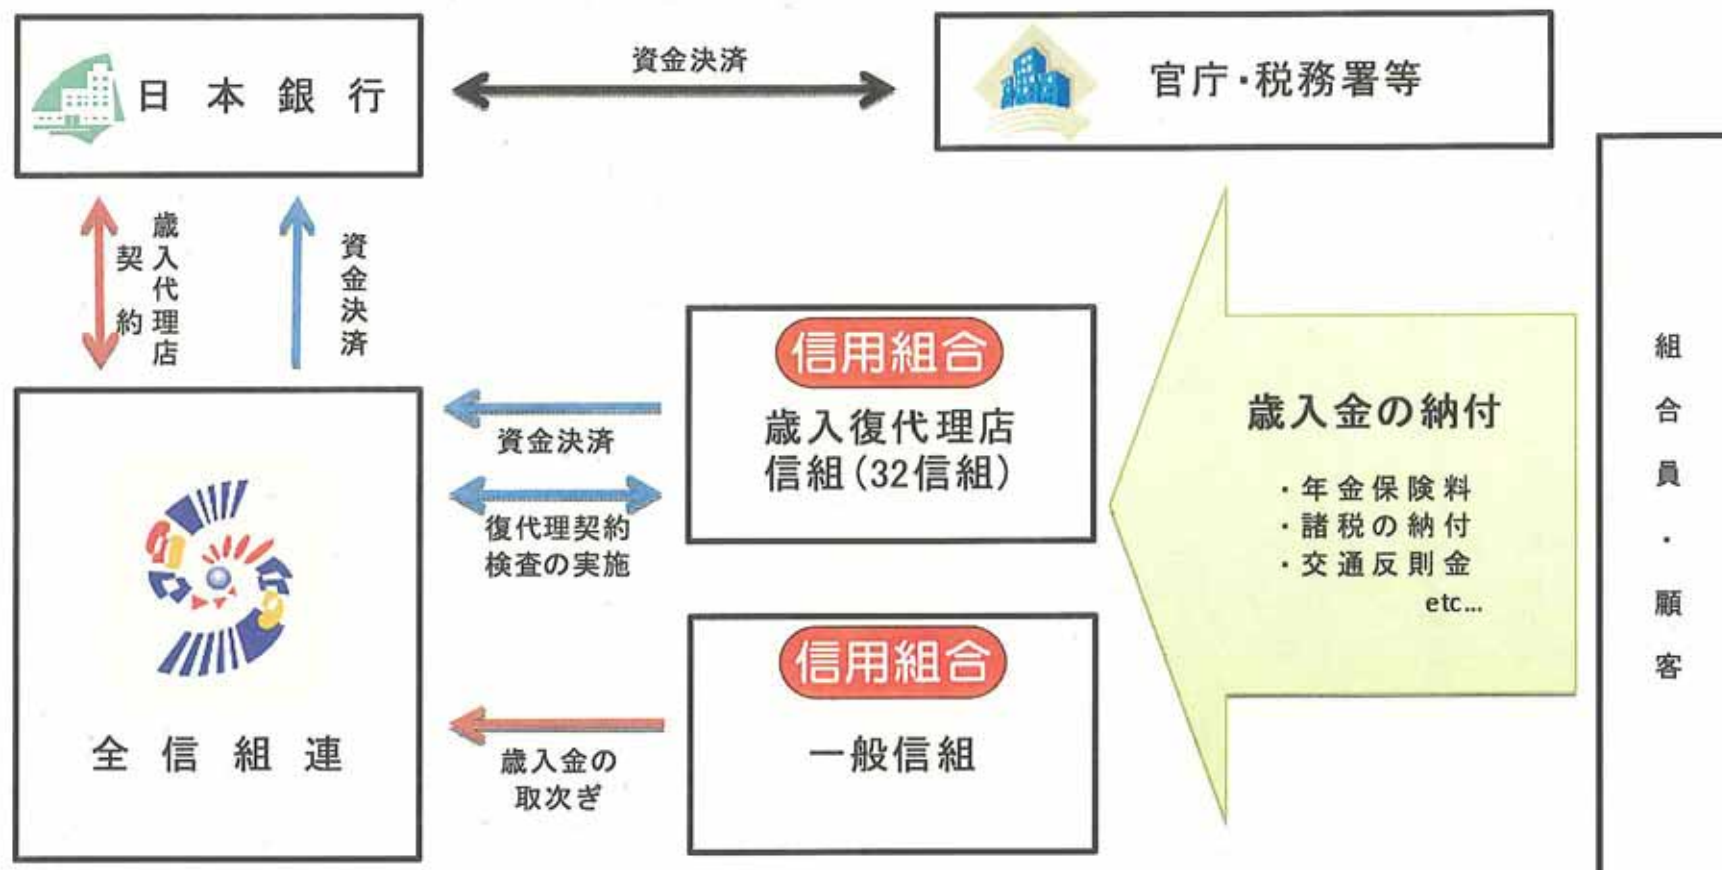 日本銀行
資金決済
官庁・税務署等
歳入代理店
契約
資金決済
信用組合
歳入復代理店
信組(32信組)
資金決済
復代理契約
検査の実施
歳入金の納付
・年金保険料
・諸税の納付
・交通反則金
etc...
組合員・顧客
全信組連
信用組合
一般信組
歳入金の
取次ぎ